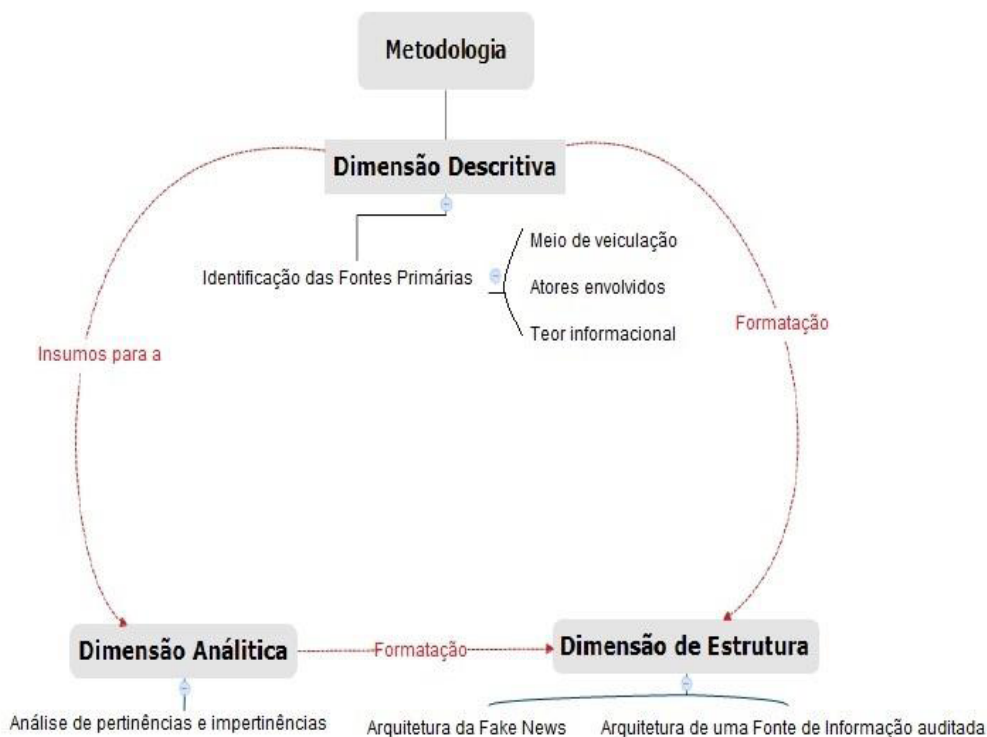 Metodologia
Dimensão Descritiva
Identificação das Fontes Primárias
Meio de veiculação
Atores envolvidos
Teor informacional
Formatação
Insumos para a
Dimensão Análitica
Formatação
Dimensão de Estrutura
Análise de pertinências e impertinências
Arquitetura da Fake News
Arquitetura de uma Fonte de Informação auditada